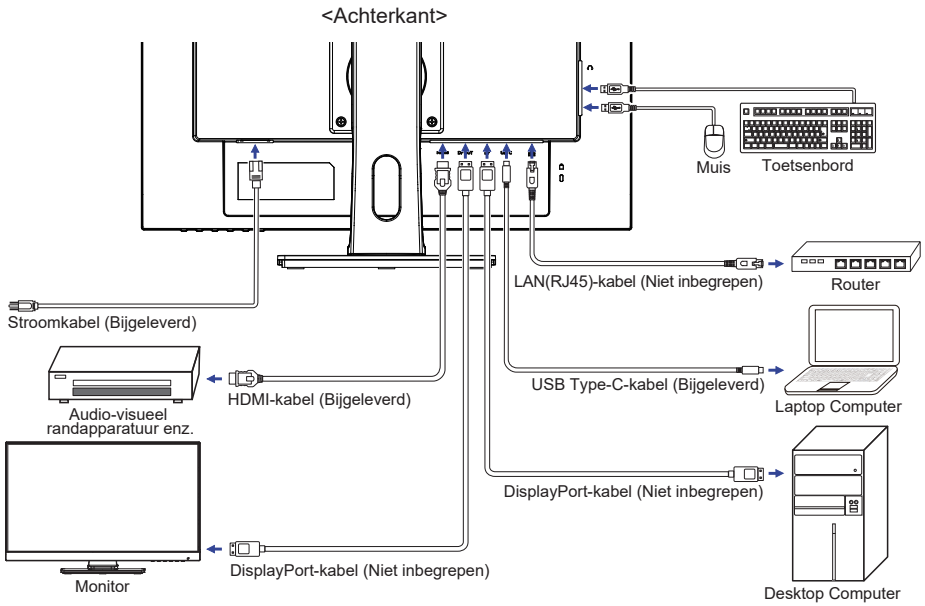 <Achterkant>
Muis
Toetsenbord
LAN(RJ45)-kabel (Niet inbegrepen)
Router
Stroomkabel (Bijgeleverd)
HDMI-kabel (Bijgeleverd)
USB Type-C-kabel (Bijgeleverd)
Laptop Computer
Audio-visueel
randapparatuur enz.
DisplayPort-kabel (Niet inbegrepen)
DisplayPort-kabel (Niet inbegrepen)
Monitor
Desktop Computer